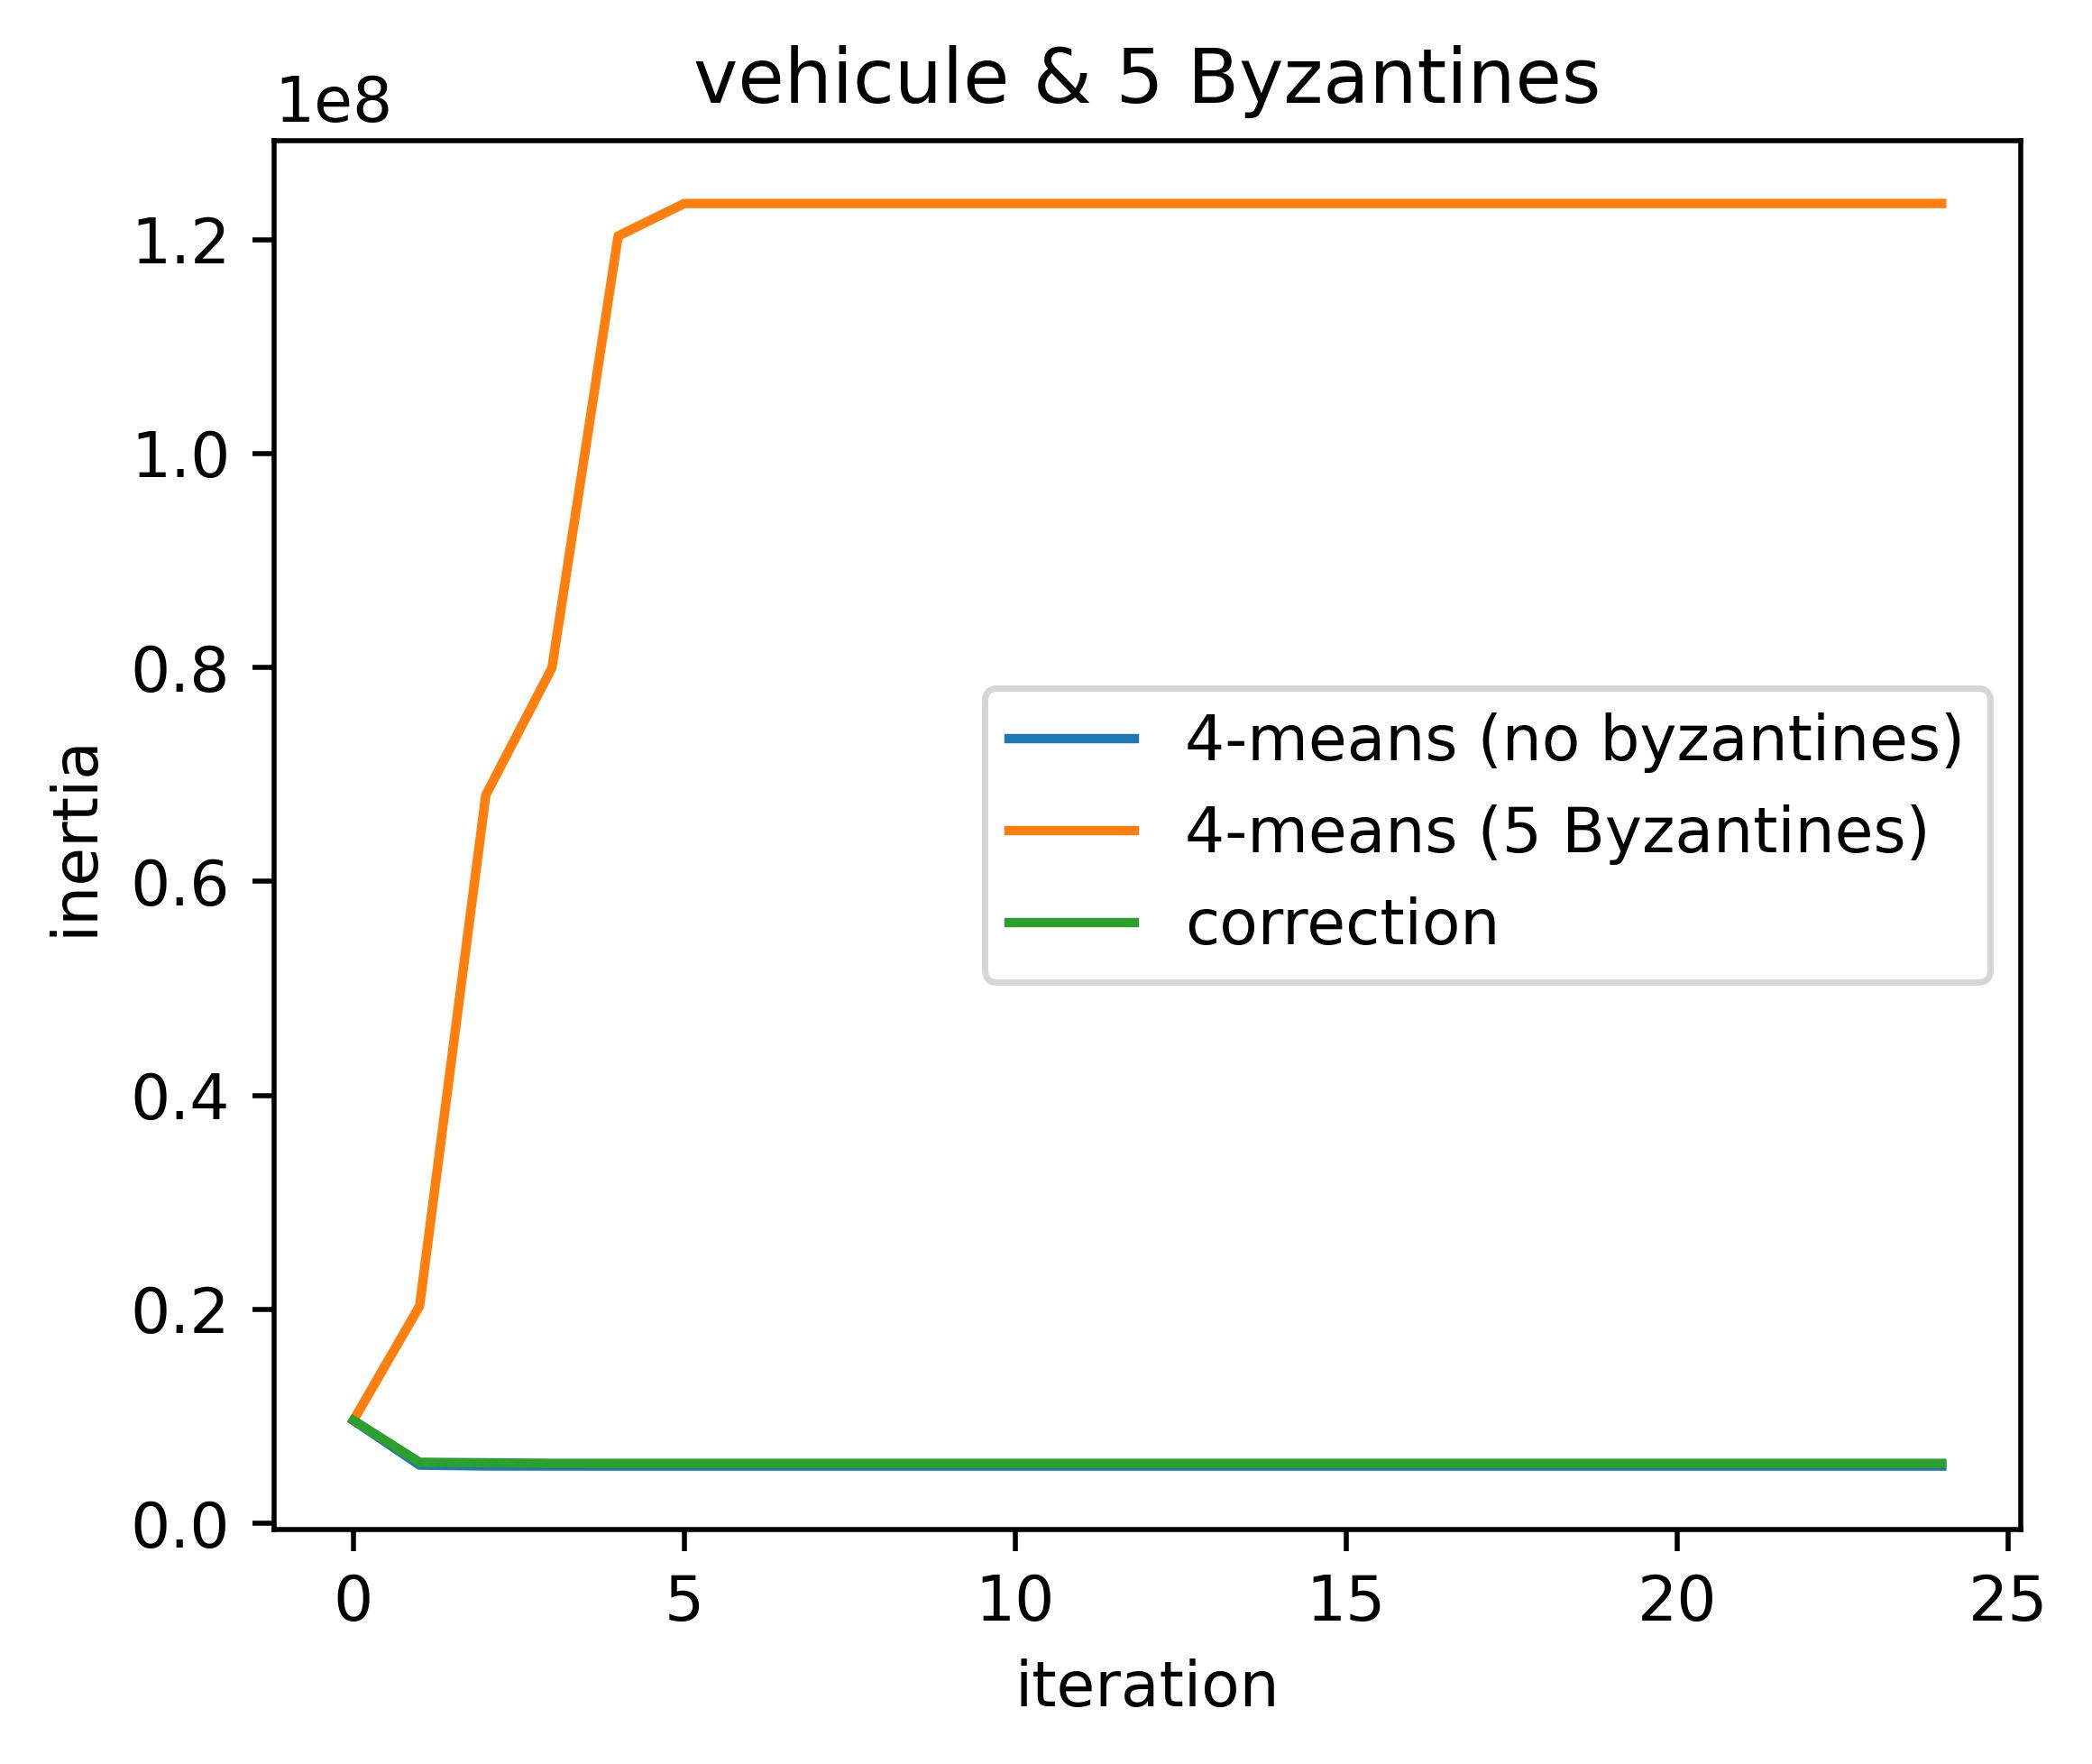 vehicule & 5 Byzantines
1e8
1.2
1.0
0.8
0.6
0.4
0.2
0.0
inertia
4-means (no byzantines)
4-means (5 Byzantines)
correction
0 5 10 15 20 25
iteration